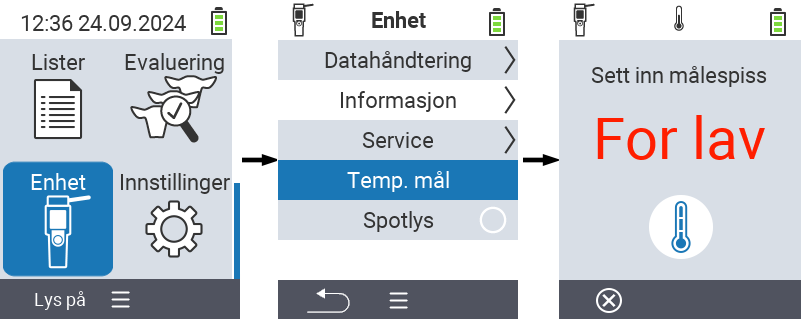 12:36 24.09.2024
Lister
Evaluering
Enhet
Innstillinger
Lys på
Enhet
Datahåndtering
Informasjon
Service
Temp. mål
Spotlys
Sett inn målespiss
For lav